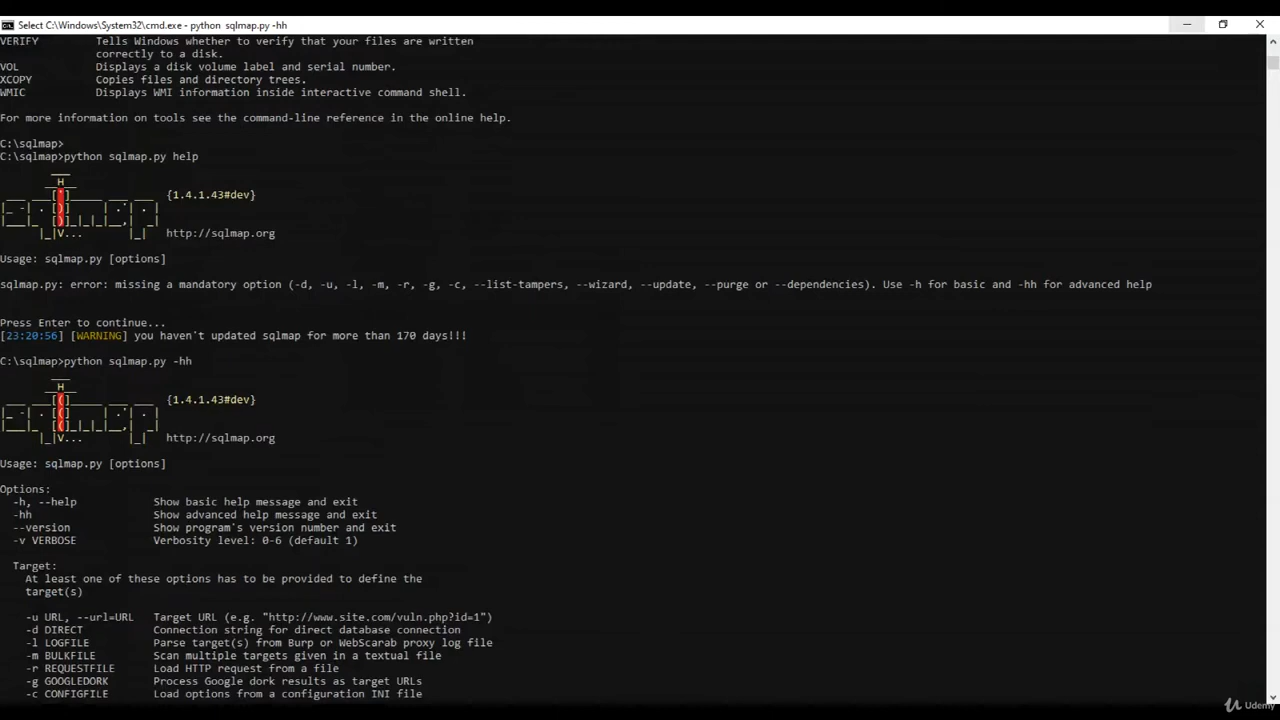 Select C:\Windows\System32\cmd.exe - python  sqlmap.py -hh
VERIFY         Tells Windows whether to verify that your files are written
               correctly to a disk.
VOL            Displays a disk volume label and serial number.
XCOPY          Copies files and directory trees.
WMIC           Displays WMI information inside interactive command shell.
For more information on tools see the command-line reference in the online help.
C:\sqlmap>
C:\sqlmap>python sqlmap.py help
{1.4.1.43#dev}
http://sqlmap.org
Usage: sqlmap.py [options]
sqlmap.py: error: missing a mandatory option (-d, -u, -l, -m, -r, -g, -c, --list-tampers, --wizard, --update, --purge or --dependencies). Use -h for basic and -hh for advanced help
Press Enter to continue...
[23:20:56] [WARNING] you haven't updated sqlmap for more than 170 days!!!
C:\sqlmap>python sqlmap.py -hh
{1.4.1.43#dev}
http://sqlmap.org
Usage: sqlmap.py [options]
Options:
  -h, --help            Show basic help message and exit
  -hh                   Show advanced help message and exit
  --version             Show program's version number and exit
  -v VERBOSE            Verbosity level: 0-6 (default 1)
  Target:
    At least one of these options has to be provided to define the
    target(s)
    -u URL, --url=URL   Target URL (e.g. "http://www.site.com/vuln.php?id=1")
    -d DIRECT           Connection string for direct database connection
    -l LOGFILE          Parse target(s) from Burp or WebScarab proxy log file
    -m BULKFILE         Scan multiple targets given in a textual file
    -r REQUESTFILE      Load HTTP request from a file
    -g GOOGLEDORK       Process Google dork results as target URLs
    -c CONFIGFILE       Load options from a configuration INI file
Udemy